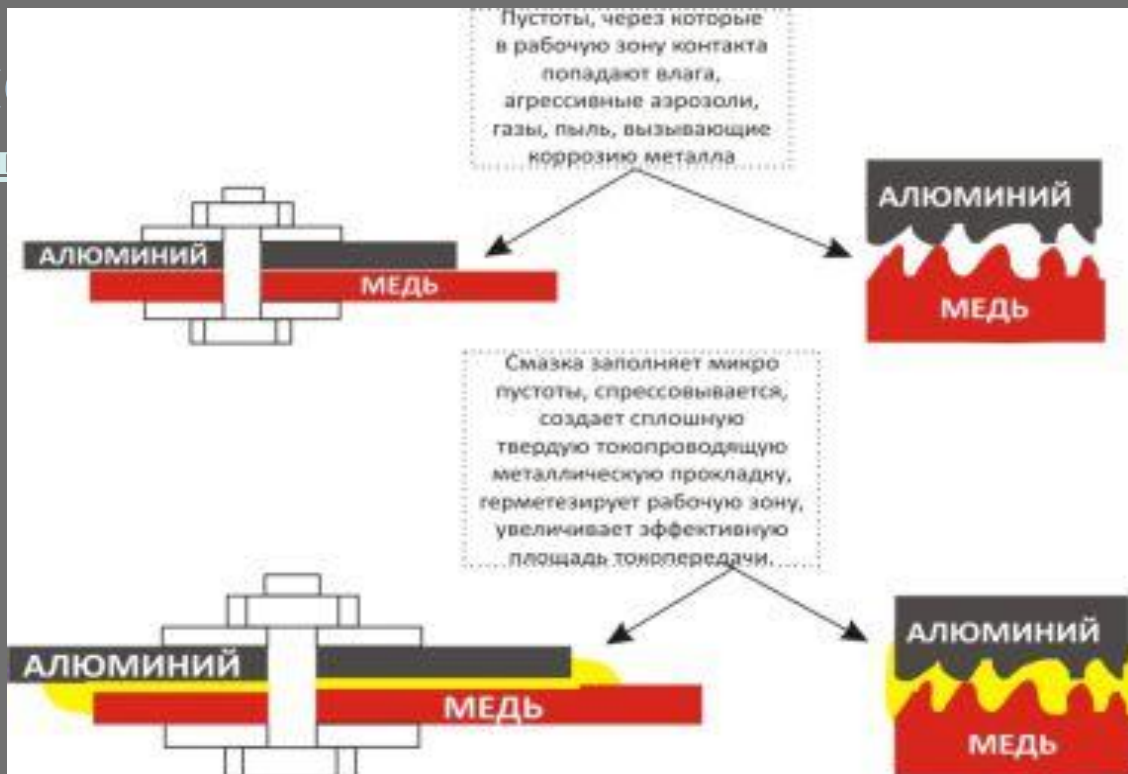 Пустоты, через которые
в рабочую зону контакта
попадают влага,
агрессивные аэрозоли,
газы, пыль, вызывающие
коррозию металла
АЛЮМИНИЙ
МЕДЬ
АЛЮМИНИЙ
МЕДЬ
Смазка заполняет микро
пустоты, спрессовывается,
создает сплошную
твердую токопроводящую
металлическую прокладку,
герметезирует рабочую зону,
увеличивает эффективную
площадь токопередачи.
АЛЮМИНИЙ
МЕДЬ
АЛЮМИНИЙ
МЕДЬ